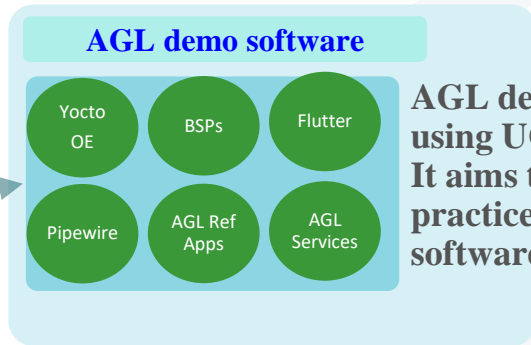 AGL demo software
Yocto
OE
BSPs
Flutter
Pipewire
AGL Ref
Apps
AGL
Services
AGL
using
It aims
practice
software